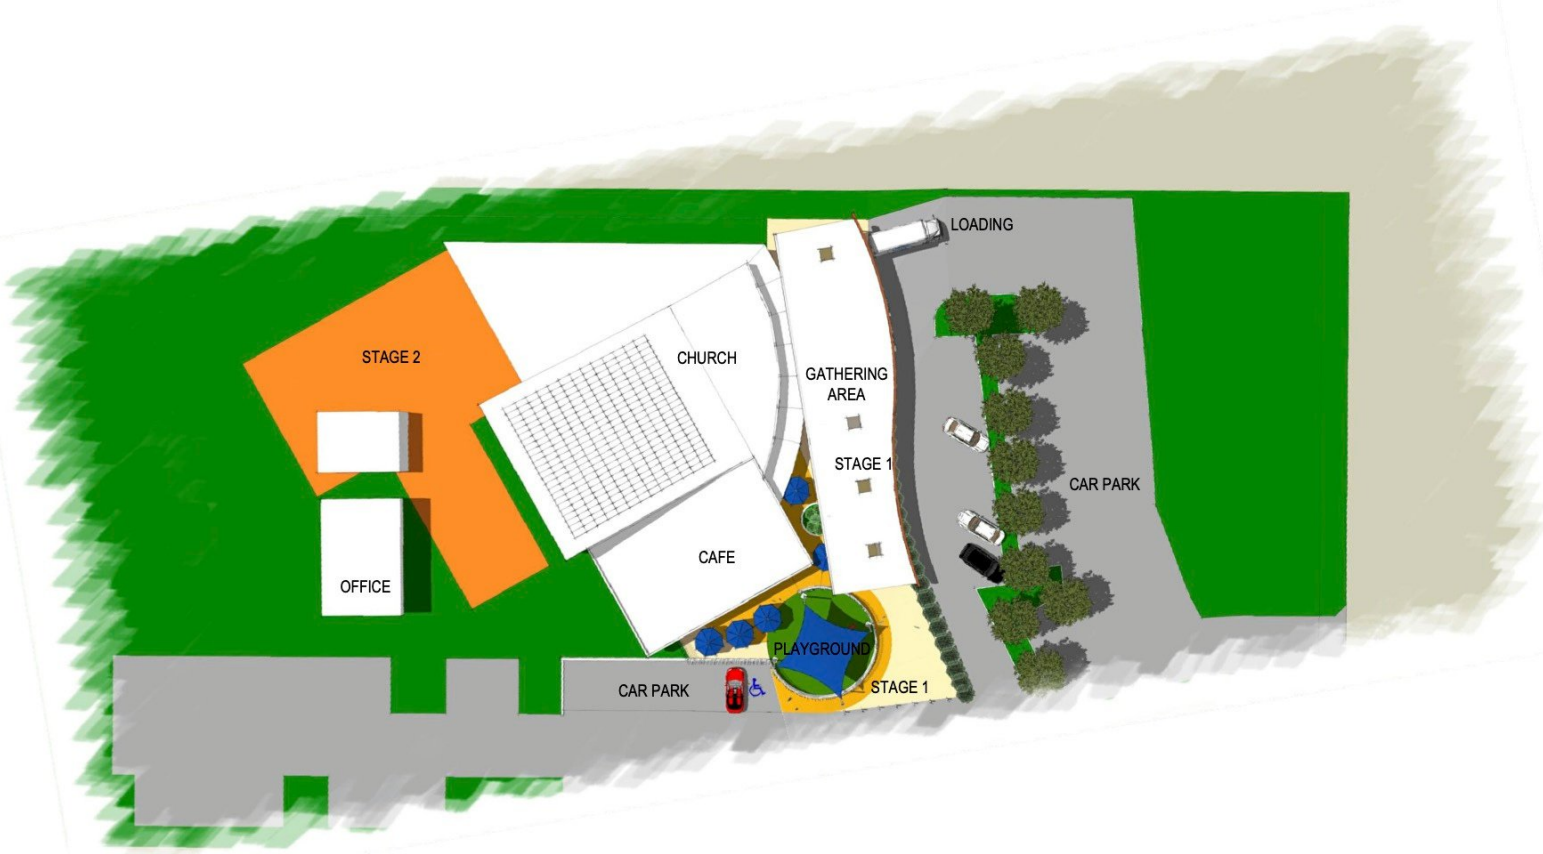 LOADING
STAGE 2
CHURCH
GATHERING
AREA
STAGE 1
CAR PARK
CAFE
OFFICE
PLAYGROUND
CAR PARK
STAGE 1